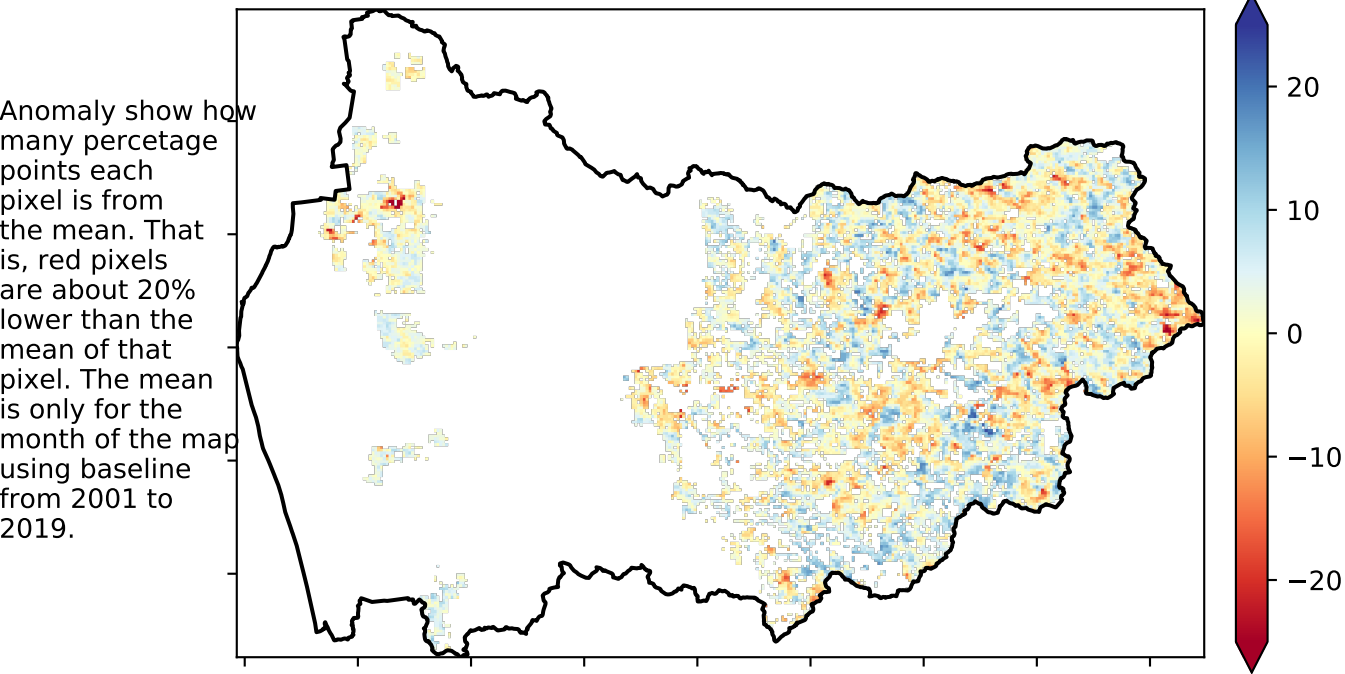 Anomaly show how
many percetage
points each
pixel is from
the mean. That
is, red pixels
are about 20%
lower than the
mean of that
pixel. The mean
is only for the
month of the map
using baseline
from 2001 to
2019.
20
10
0
−10
−20